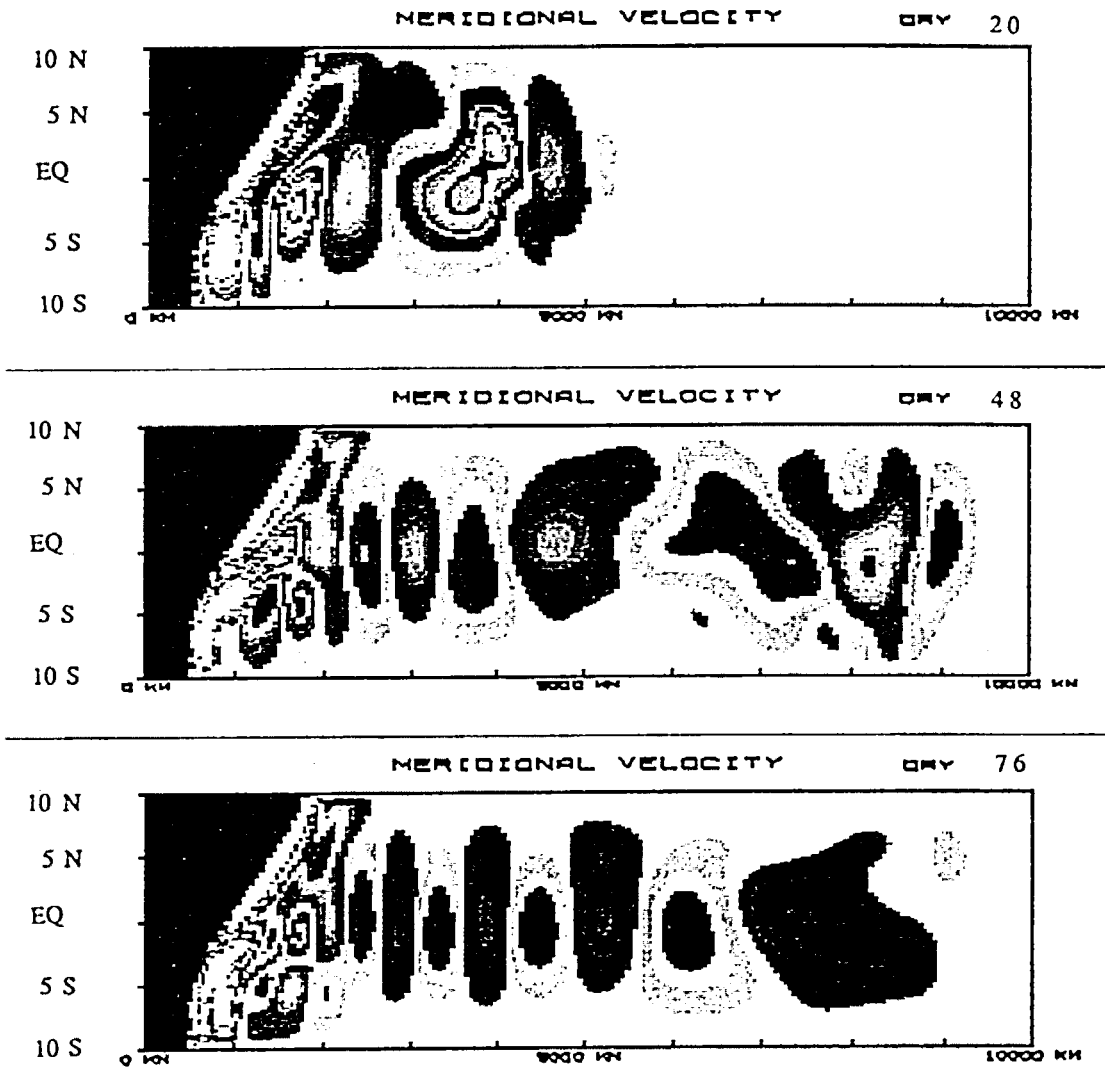 MERIDIONAL VELOCITY DAY 20
10 N
5 N
EQ
5 S
10 S
0 KM 5000 KM 10000 KM
MERIDIONAL VELOCITY DAY 48
10 N
5 N
EQ
5 S
10 S
0 KM 5000 KM 10000 KM
MERIDIONAL VELOCITY DAY 76
10 N
5 N
EQ
5 S
10 S
0 KM 5000 KM 10000 KM